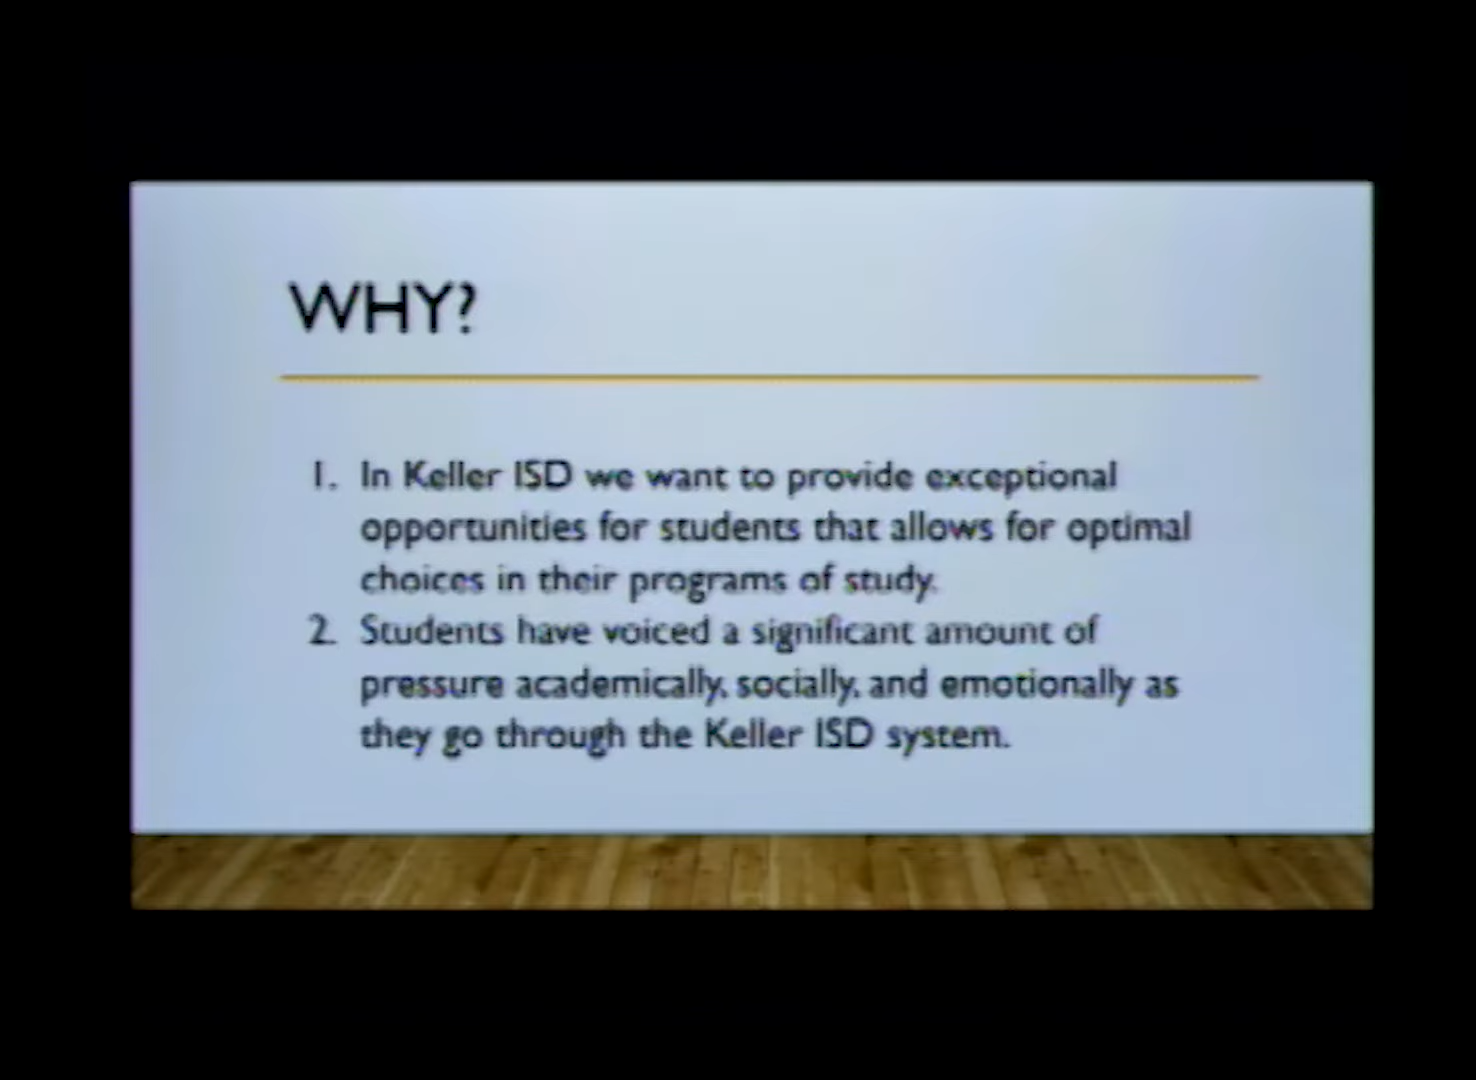 WHY?
1. In Keller ISD we want to provide exceptional
opportunities for students that allows for optimal
choices in their programs of study.
2. Students have voiced a significant amount of
pressure academically, socially, and emotionally as
they go through the Keller ISD system.